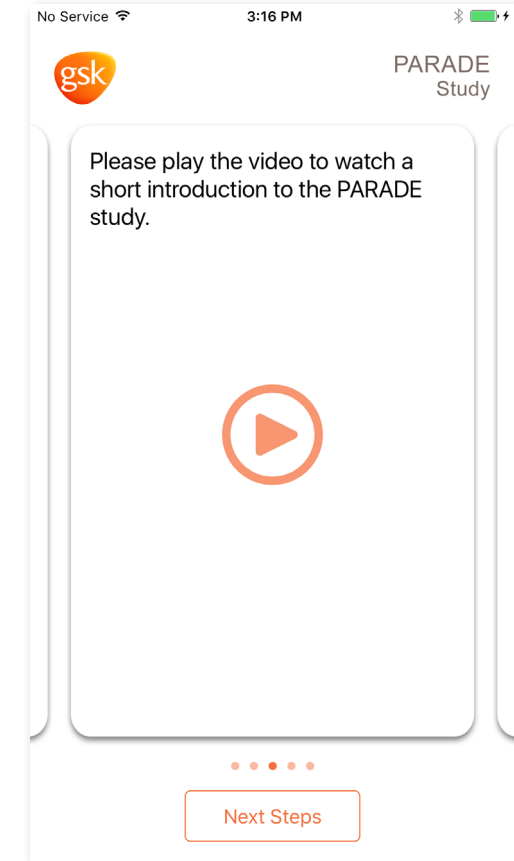 No Service 3:16 PM
gsk
PARADE
Study
Please play the video to watch a
short introduction to the PARADE
study.
Next Steps